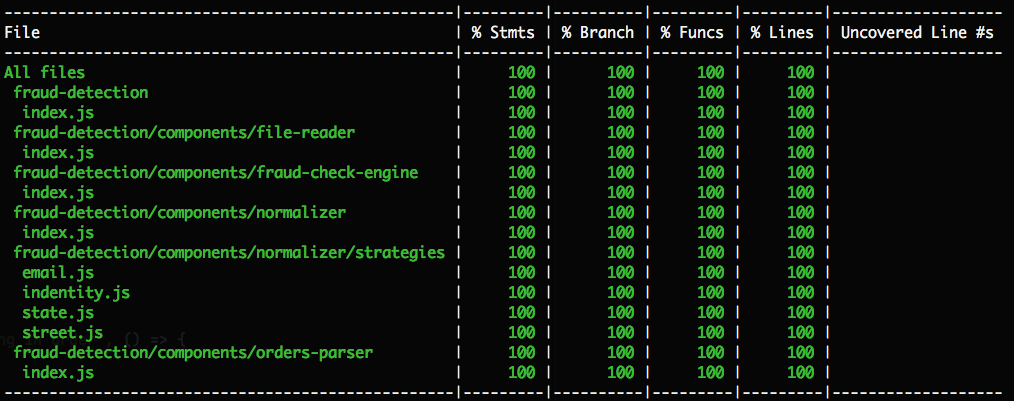 --------------------------------------------------|----------|----------|----------|----------|-------------------
File                                              | % Stmts | % Branch | % Funcs | % Lines | Uncovered Line #s
--------------------------------------------------|----------|----------|----------|----------|-------------------
All files                                         | 100 | 100 | 100 | 100 |
fraud-detection                                   | 100 | 100 | 100 | 100 |
index.js                                          | 100 | 100 | 100 | 100 |
fraud-detection/components/file-reader            | 100 | 100 | 100 | 100 |
index.js                                          | 100 | 100 | 100 | 100 |
fraud-detection/components/fraud-check-engine     | 100 | 100 | 100 | 100 |
index.js                                          | 100 | 100 | 100 | 100 |
fraud-detection/components/normalizer             | 100 | 100 | 100 | 100 |
index.js                                          | 100 | 100 | 100 | 100 |
fraud-detection/components/normalizer/strategies  | 100 | 100 | 100 | 100 |
email.js                                          | 100 | 100 | 100 | 100 |
indentity.js                                      | 100 | 100 | 100 | 100 |
state.js                                          | 100 | 100 | 100 | 100 |
street.js                                         | 100 | 100 | 100 | 100 |
() => {
fraud-detection/components/orders-parser          | 100 | 100 | 100 | 100 |
index.js                                          | 100 | 100 | 100 | 100 |
--------------------------------------------------|----------|----------|----------|----------|-------------------